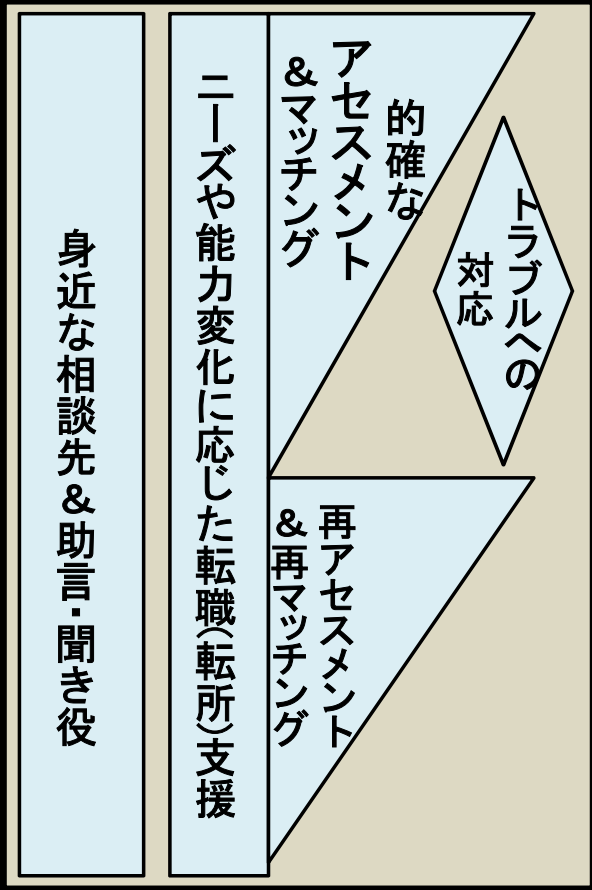 トラブルへの
対応
的確な
アセスメント
&マッチング
再アセスメント
&再マッチング
ニーズや能力変化に応じた転職(転所)支援
身近な相談先&助言・聞き役